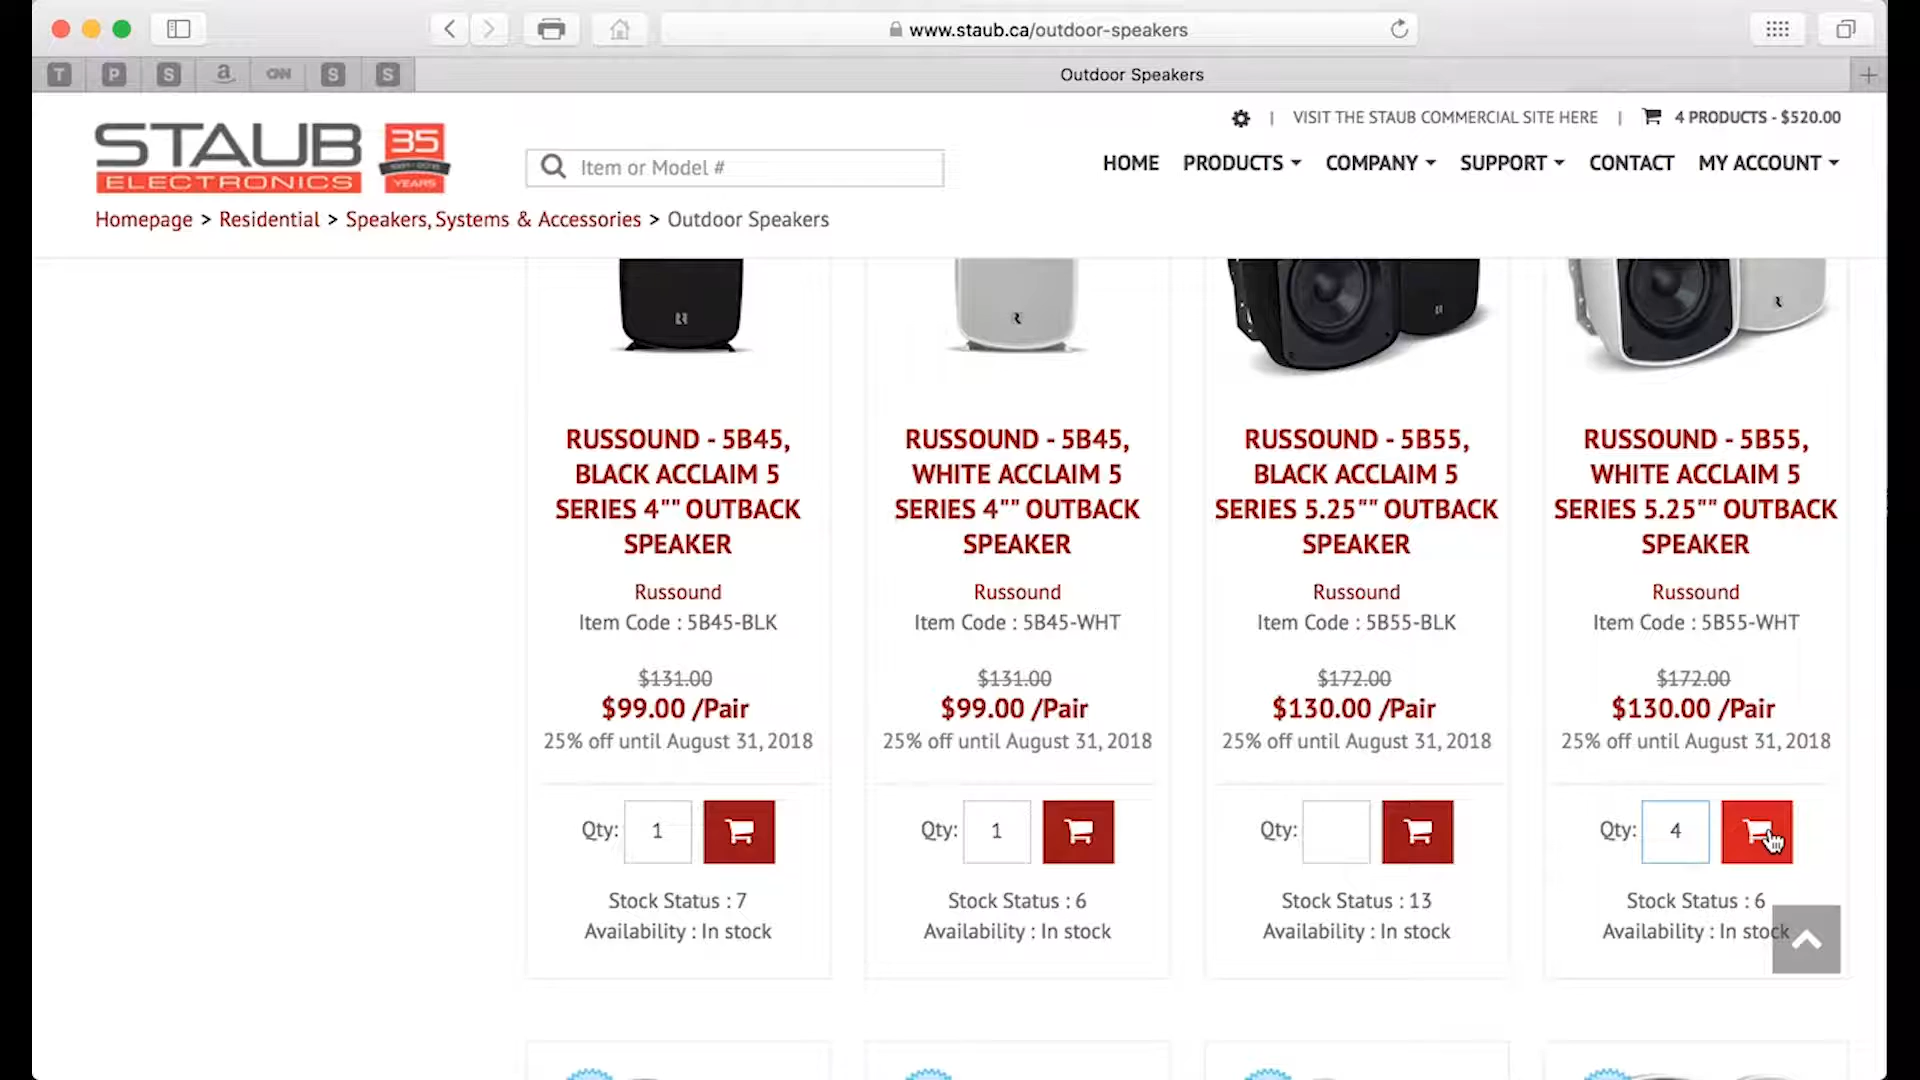 www.staub.ca/outdoor-speakers
T P S a CNN S S
Outdoor Speakers
| VISIT THE STAUB COMMERCIAL SITE HERE | 4 PRODUCTS - $520.00
STAUB
ELECTRONICS
35
YEARS
Item or Model #
HOME PRODUCTS COMPANY SUPPORT CONTACT MY ACCOUNT
Homepage > Residential > Speakers, Systems & Accessories > Outdoor Speakers
RUSSOUND - 5B45,
BLACK ACCLAIM 5
SERIES 4"" OUTBACK
SPEAKER
Russound
Item Code : 5B45-BLK
$131.00
$99.00 /Pair
25% off until August 31, 2018
Qty: 1
Stock Status : 7
Availability : In stock
RUSSOUND - 5B45,
WHITE ACCLAIM 5
SERIES 4"" OUTBACK
SPEAKER
Russound
Item Code : 5B45-WHT
$131.00
$99.00 /Pair
25% off until August 31, 2018
Qty: 1
Stock Status : 6
Availability : In stock
RUSSOUND - 5B55,
BLACK ACCLAIM 5
SERIES 5.25"" OUTBACK
SPEAKER
Russound
Item Code : 5B55-BLK
$172.00
$130.00 /Pair
25% off until August 31, 2018
Qty:
Stock Status : 13
Availability : In stock
RUSSOUND - 5B55,
WHITE ACCLAIM 5
SERIES 5.25"" OUTBACK
SPEAKER
Russound
Item Code : 5B55-WHT
$172.00
$130.00 /Pair
25% off until August 31, 2018
Qty: 4
Stock Status : 6
Availability : In stock